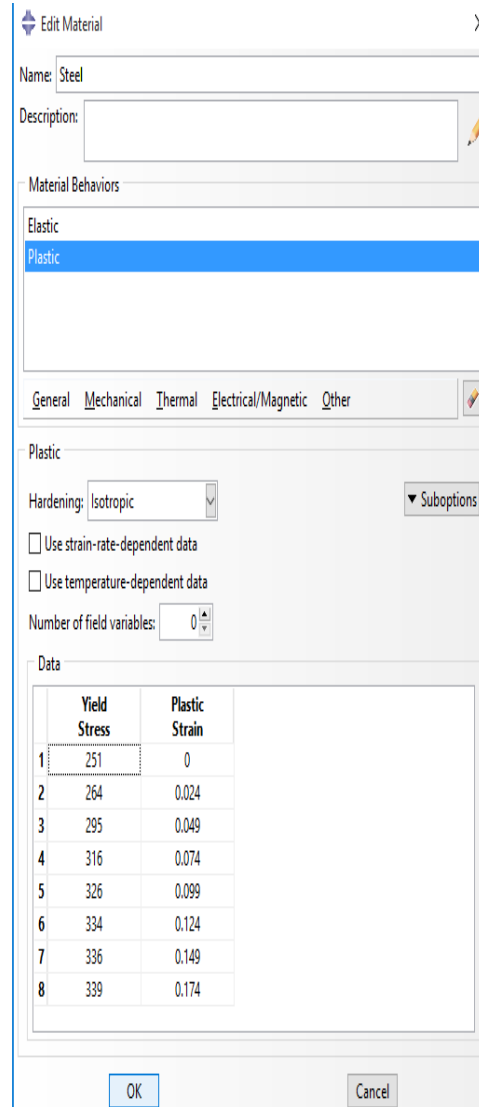 Edit Material
Name: Steel
Description:
Material Behaviors
Elastic
Plastic
General Mechanical Thermal Electrical/Magnetic Other
Plastic
Hardening: Isotropic
▼ Suboptions
Use strain-rate-dependent data
Use temperature-dependent data
Number of field variables: 0
Data
Yield Plastic
Stress Strain
1 251 0
2 264 0.024
3 295 0.049
4 316 0.074
5 326 0.099
6 334 0.124
7 336 0.149
8 339 0.174
OK Cancel